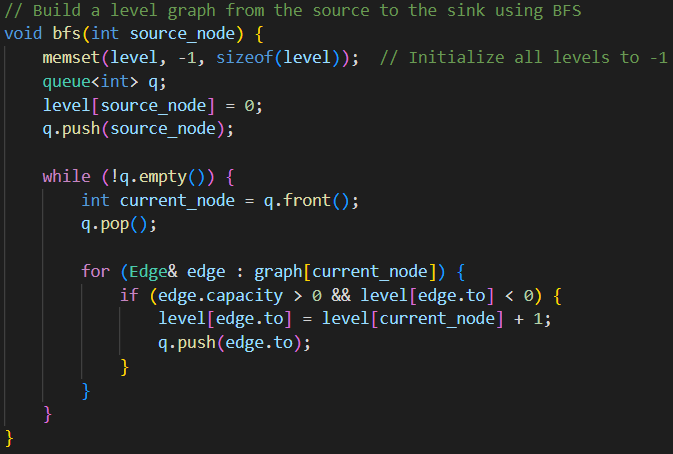 // Build a level graph from the source to the sink using BFS
void bfs(int source_node) {
    memset(level, -1, sizeof(level));  // Initialize all levels to -1
    queue<int> q;
    level[source_node] = 0;
    q.push(source_node);

    while (!q.empty()) {
        int current_node = q.front();
        q.pop();

        for (Edge& edge : graph[current_node]) {
            if (edge.capacity > 0 && level[edge.to] < 0) {
                level[edge.to] = level[current_node] + 1;
                q.push(edge.to);
            }
        }
    }
}